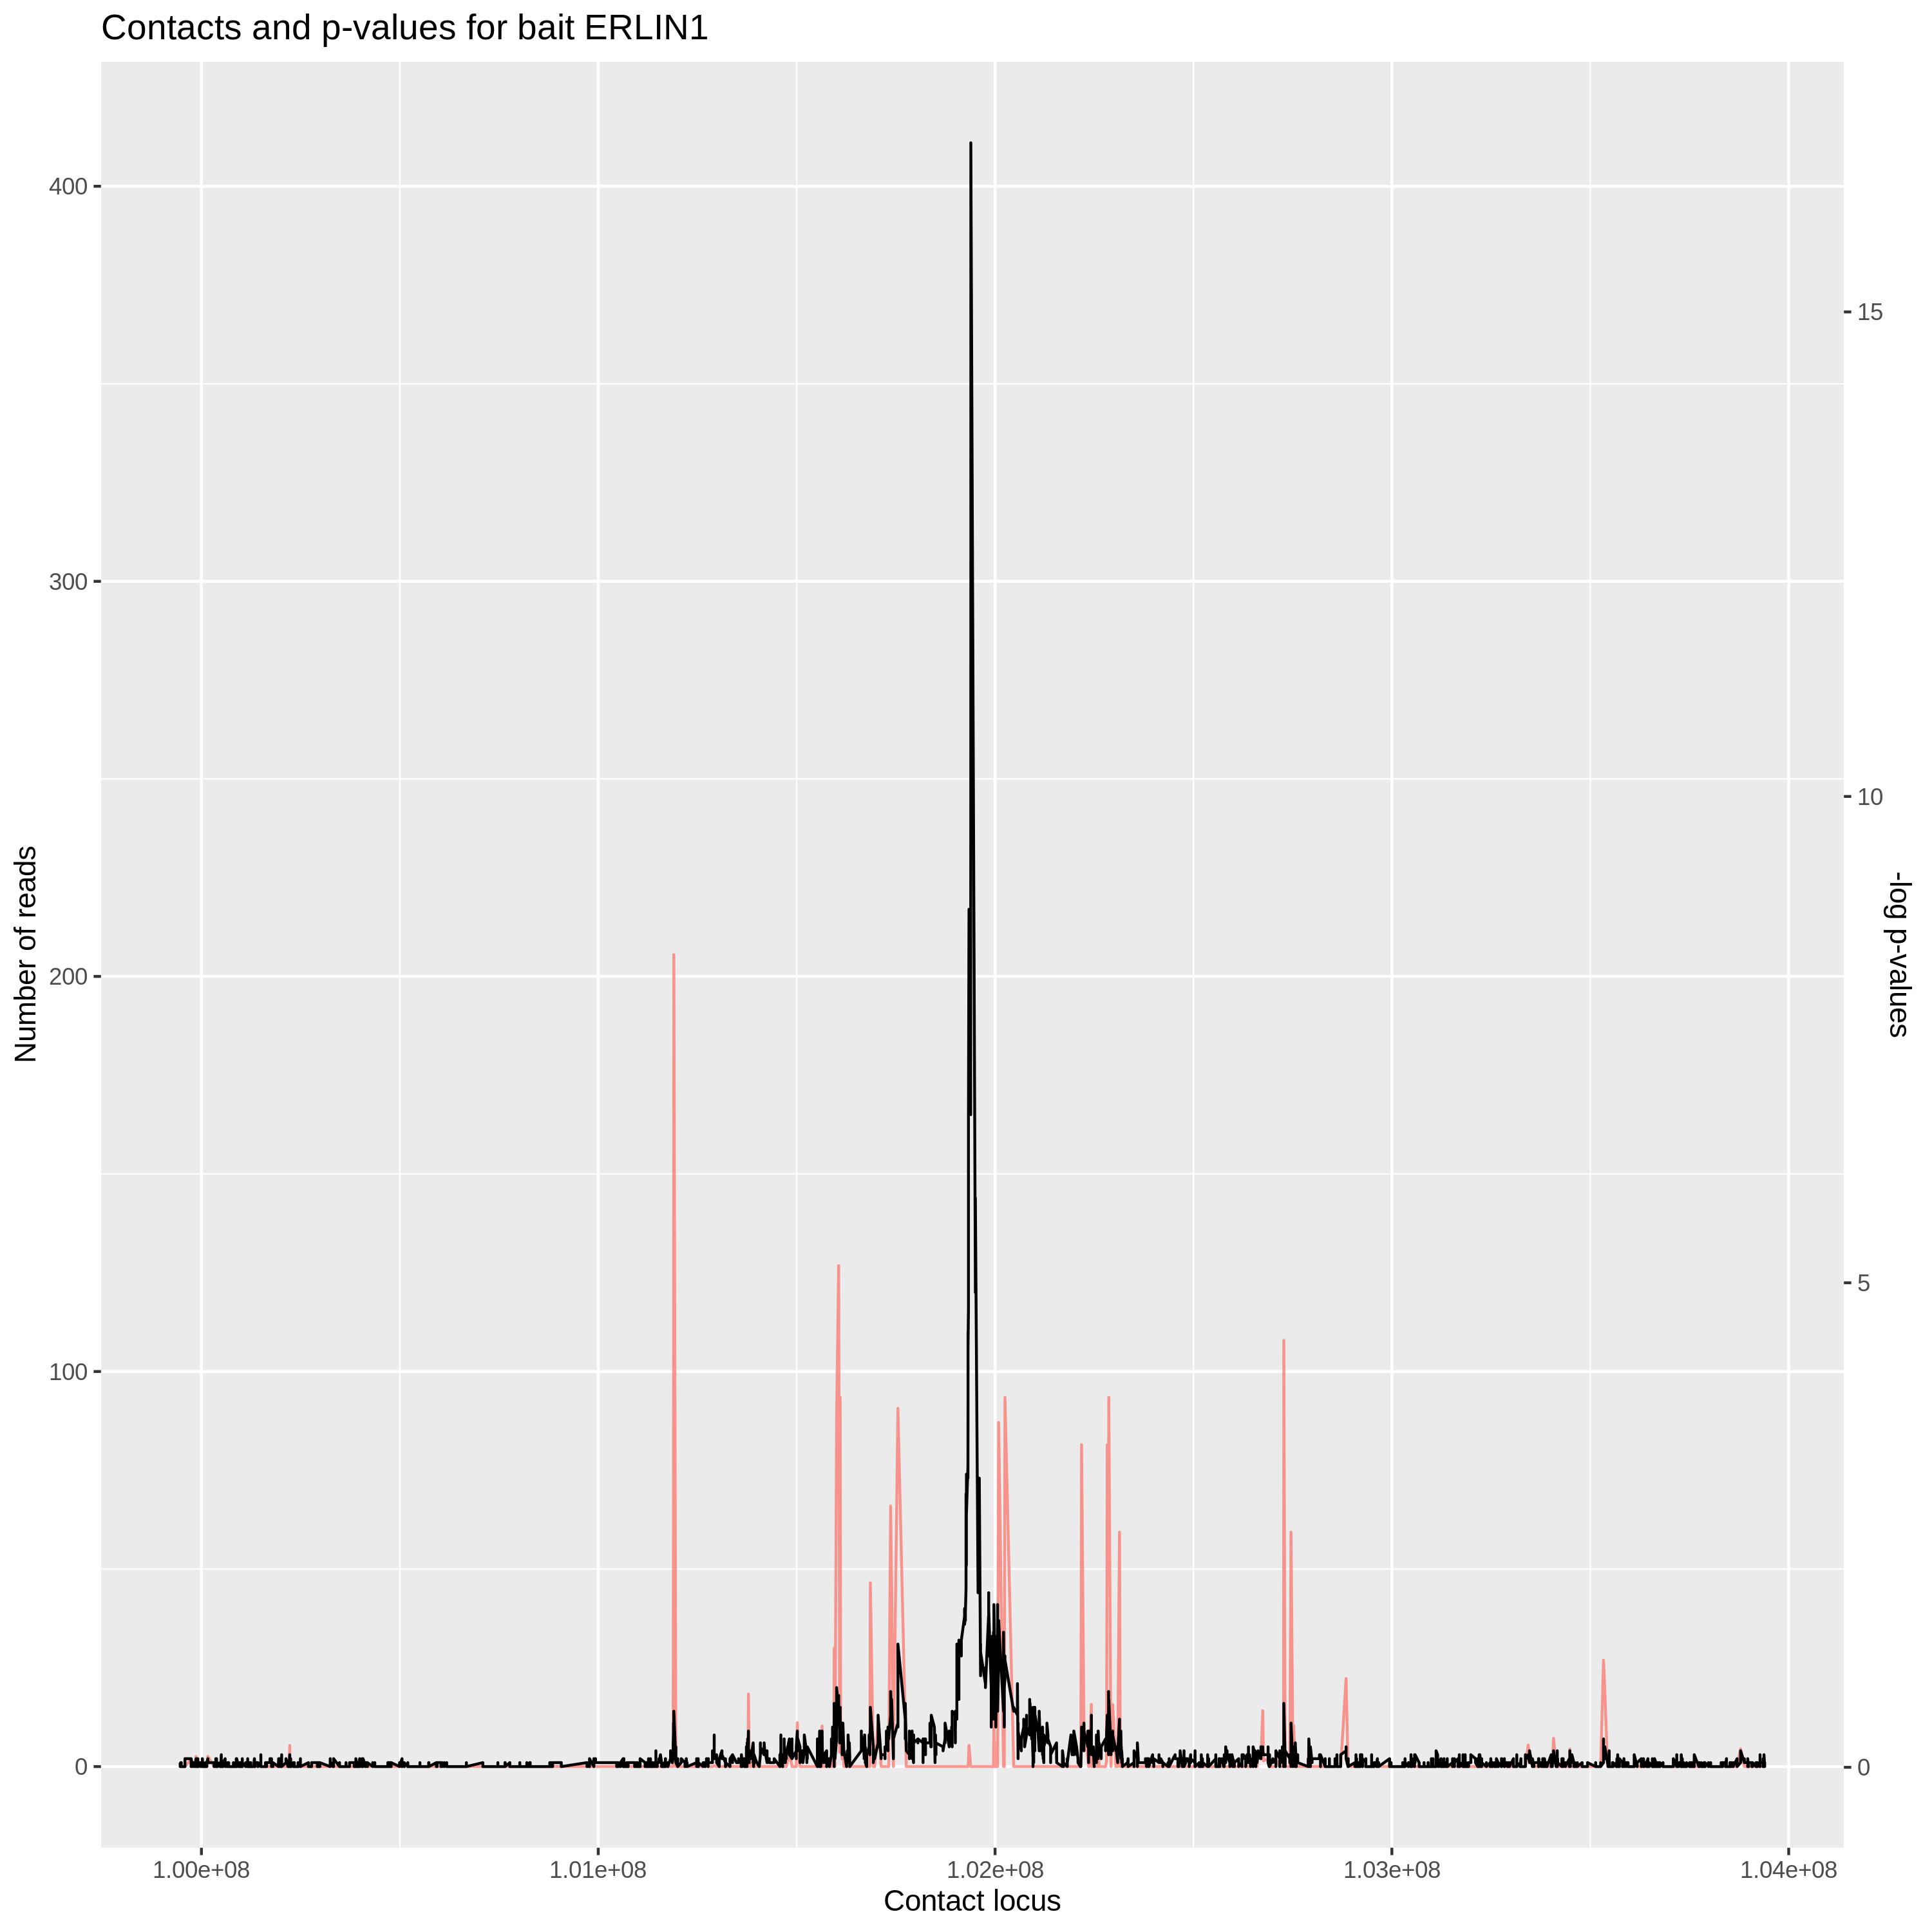 Contacts and p-values for bait ERLIN1
Number of reads
400
300
200
100
0
15
10
5
0
-log p-values
1.00e+08 1.01e+08 1.02e+08 1.03e+08 1.04e+08
Contact locus